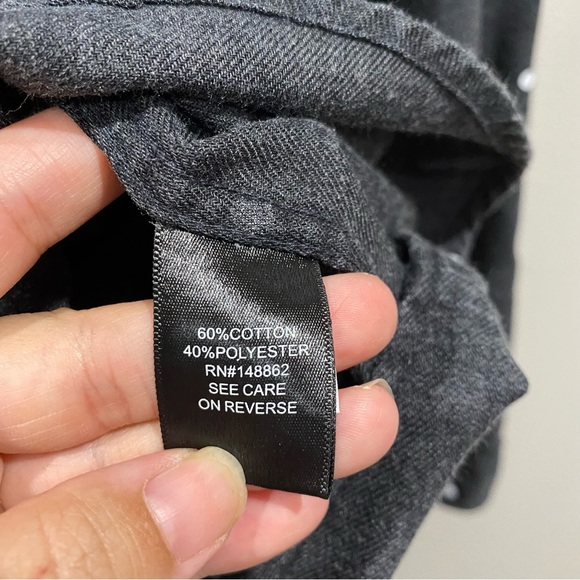 60%COTTON
40%POLYESTER
RN#148862
SEE CARE
ON REVERSE